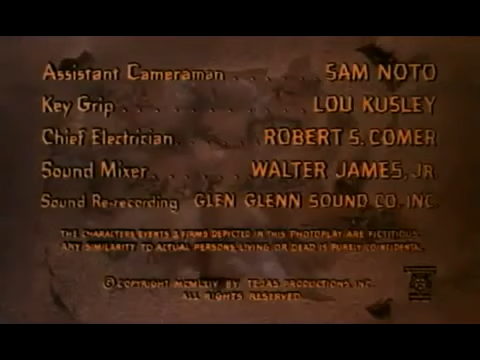 Assistant Cameraman . . . . . . SAM NOTO
Key Grip . . . . . . . . . . . . LOU KUSLEY
Chief Electrician . . . . . ROBERT S. COMER
Sound Mixer . . . . . . WALTER JAMES, JR.
Sound Re-recording GLEN GLENN SOUND CO., INC.
THE CHARACTERS, EVENTS & FIRMS DEPICTED IN THIS PHOTOPLAY ARE FICTITIOUS.
ANY SIMILARITY TO ACTUAL PERSONS, LIVING OR DEAD IS PURELY COINCIDENTAL.
© COPYRIGHT MCMLXIV BY TEJAS PRODUCTIONS, INC.
ALL RIGHTS RESERVED